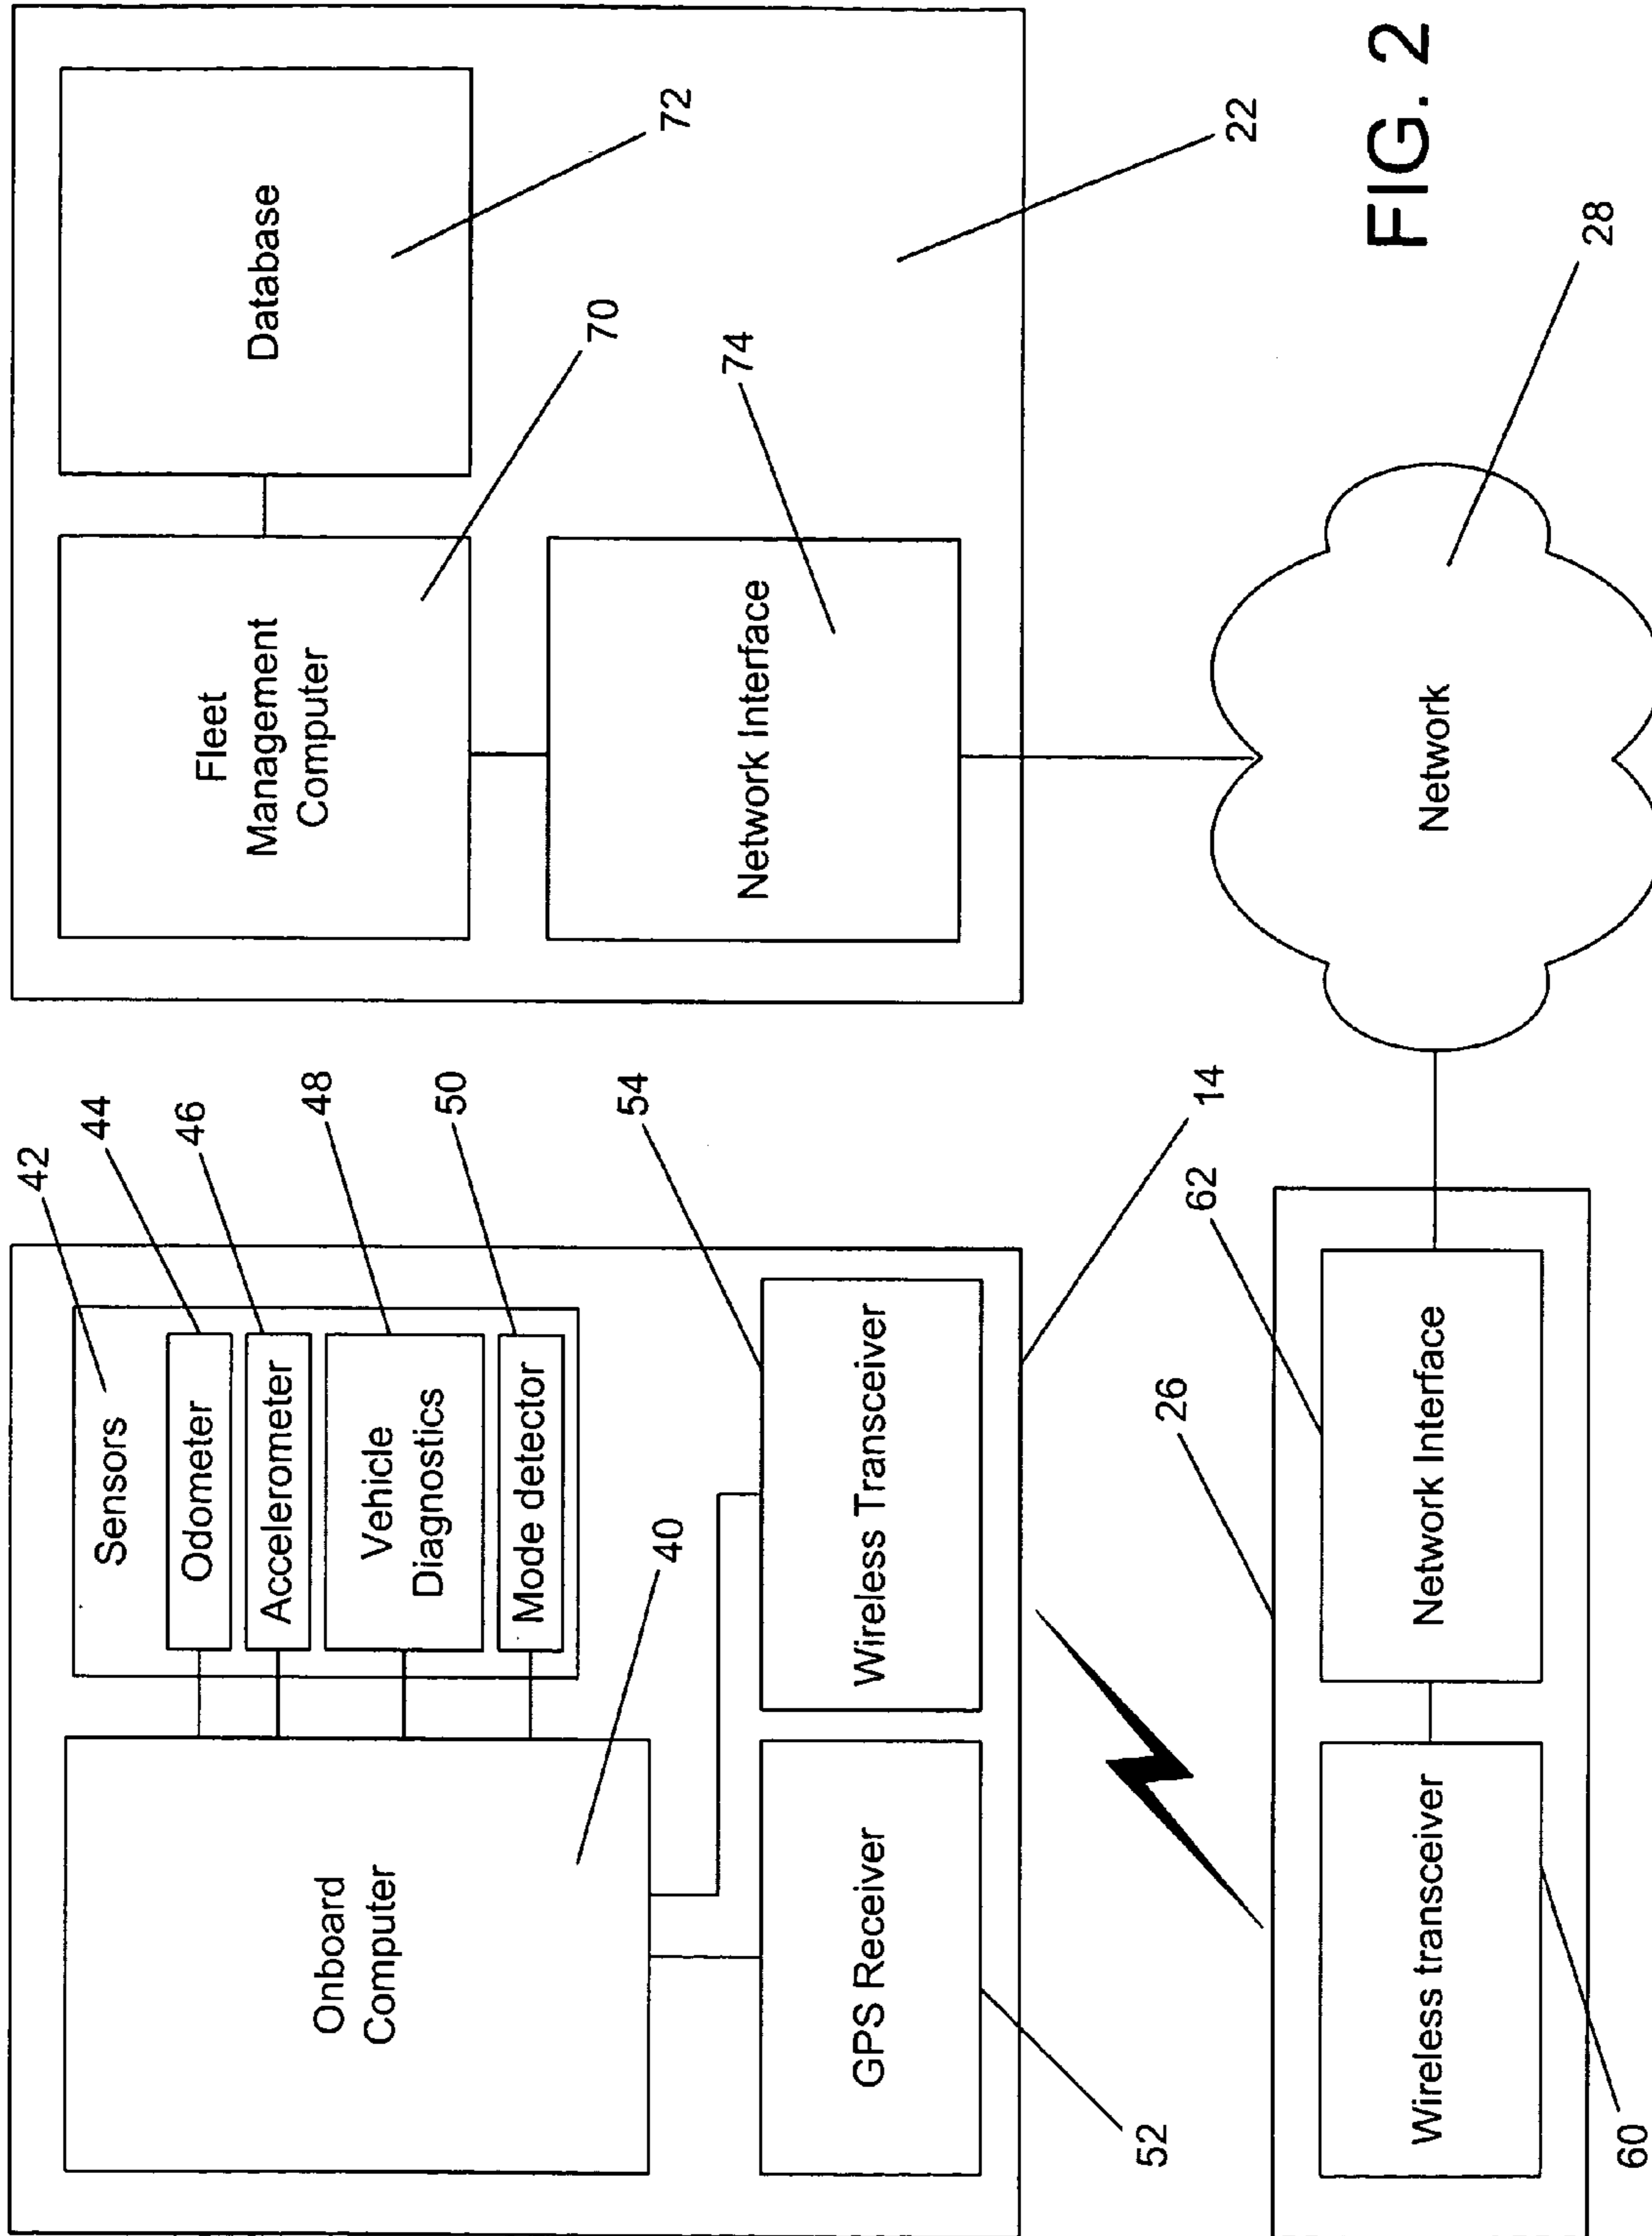 Onboard
Computer
40
Sensors
42
Odometer
44
Accelerometer
46
Vehicle
Diagnostics
48
Mode detector
50
GPS Receiver
52
Wireless Transceiver
54
14
Fleet
Management
Computer
70
Database
72
Network Interface
74
22
Wireless transceiver
60
Network Interface
62
26
Network
28
FIG. 2